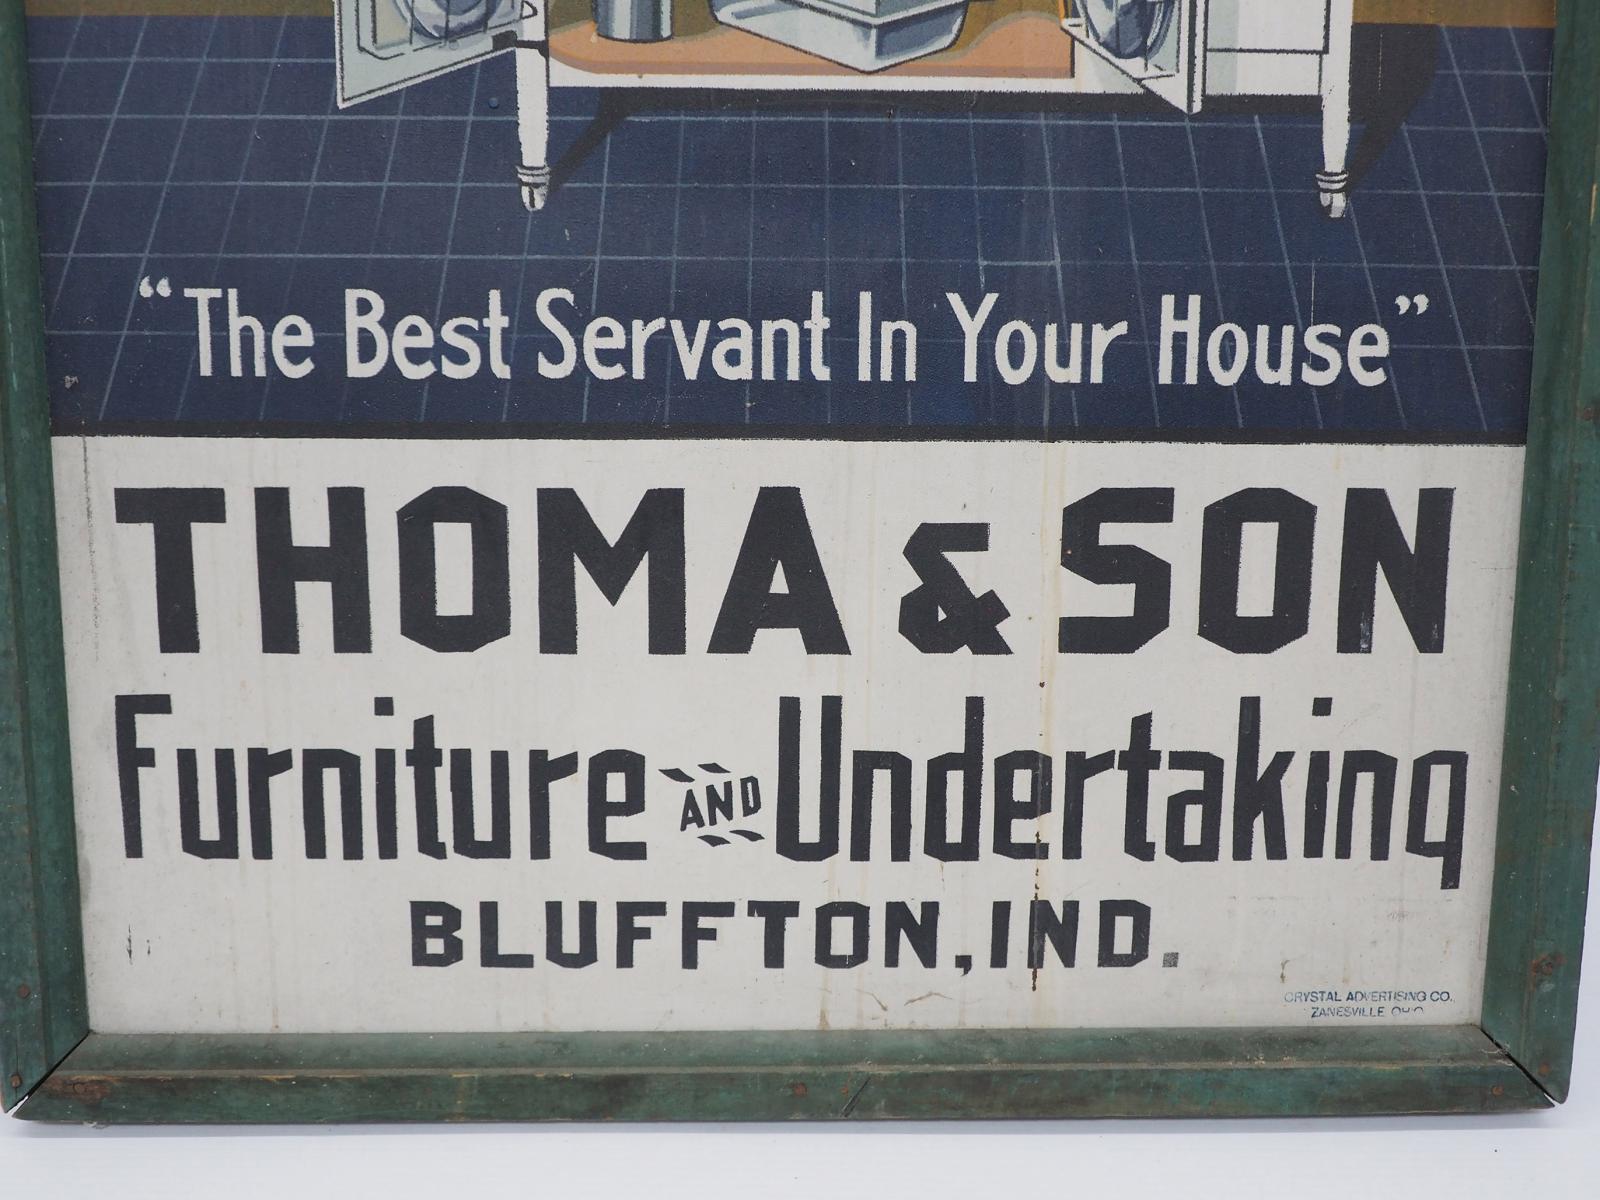 “The Best Servant In Your House”
THOMA & SON
Furniture AND Undertaking
BLUFFTON, IND.
CRYSTAL ADVERTISING CO.
ZANESVILLE OHIO